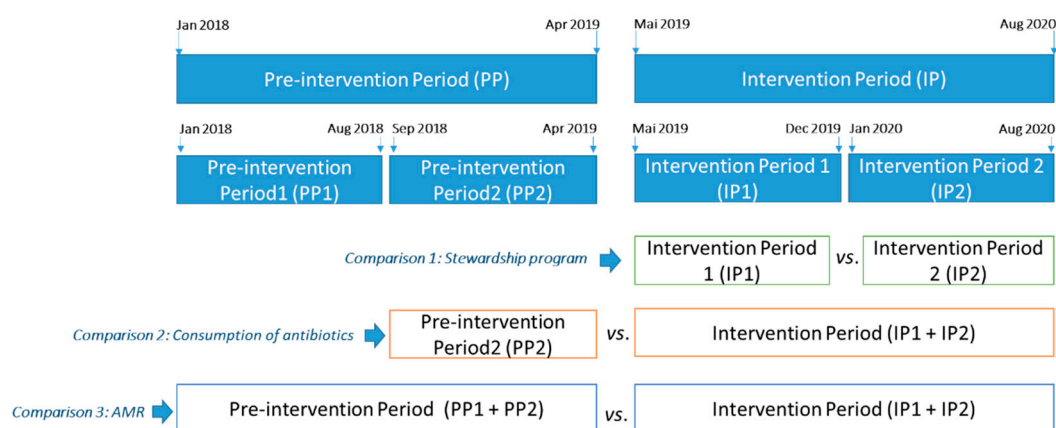 Jan 2018 Apr 2019 Mai 2019 Aug 2020
Pre-intervention Period (PP) Intervention Period (IP)
Jan 2018 Aug 2018 Sep 2018 Apr 2019 Mai 2019 Dec 2019 Jan 2020 Aug 2020
Pre-intervention Pre-intervention Intervention Period 1 Intervention Period 2
Period1 (PP1) Period2 (PP2) (IP1) (IP2)
Comparison 1: Stewardship program Intervention Period vs. Intervention Period
1 (IP1) 2 (IP2)
Comparison 2: Consumption of antibiotics Pre-intervention vs. Intervention Period (IP1 + IP2)
Period2 (PP2)
Comparison 3: AMR Pre-intervention Period (PP1 + PP2) vs. Intervention Period (IP1 + IP2)